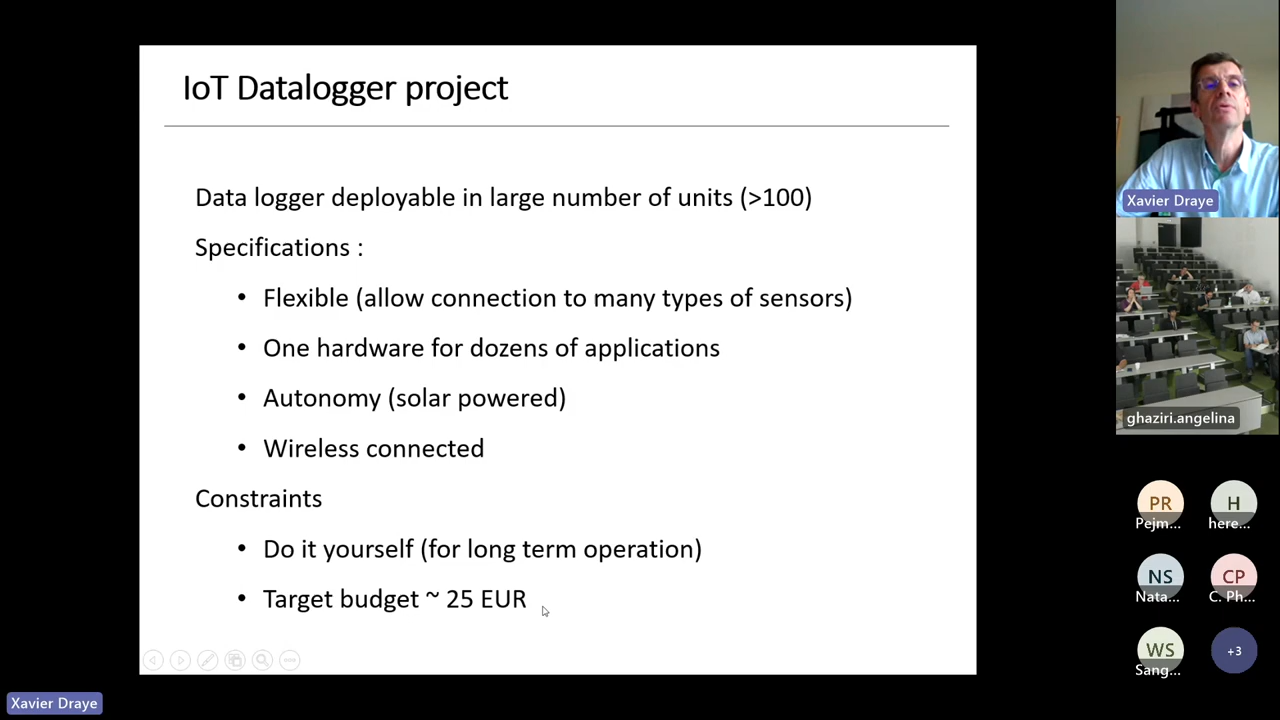 IoT Datalogger project
Data logger deployable in large number of units (>100)
Specifications :
• Flexible (allow connection to many types of sensors)
• One hardware for dozens of applications
• Autonomy (solar powered)
• Wireless connected
Constraints
• Do it yourself (for long term operation)
• Target budget ~ 25 EUR
Xavier Draye
ghaziri.angelina
PR
Pejm...
H
here...
NS
Nata...
CP
C. Ph...
WS
Sang...
+3
Xavier Draye